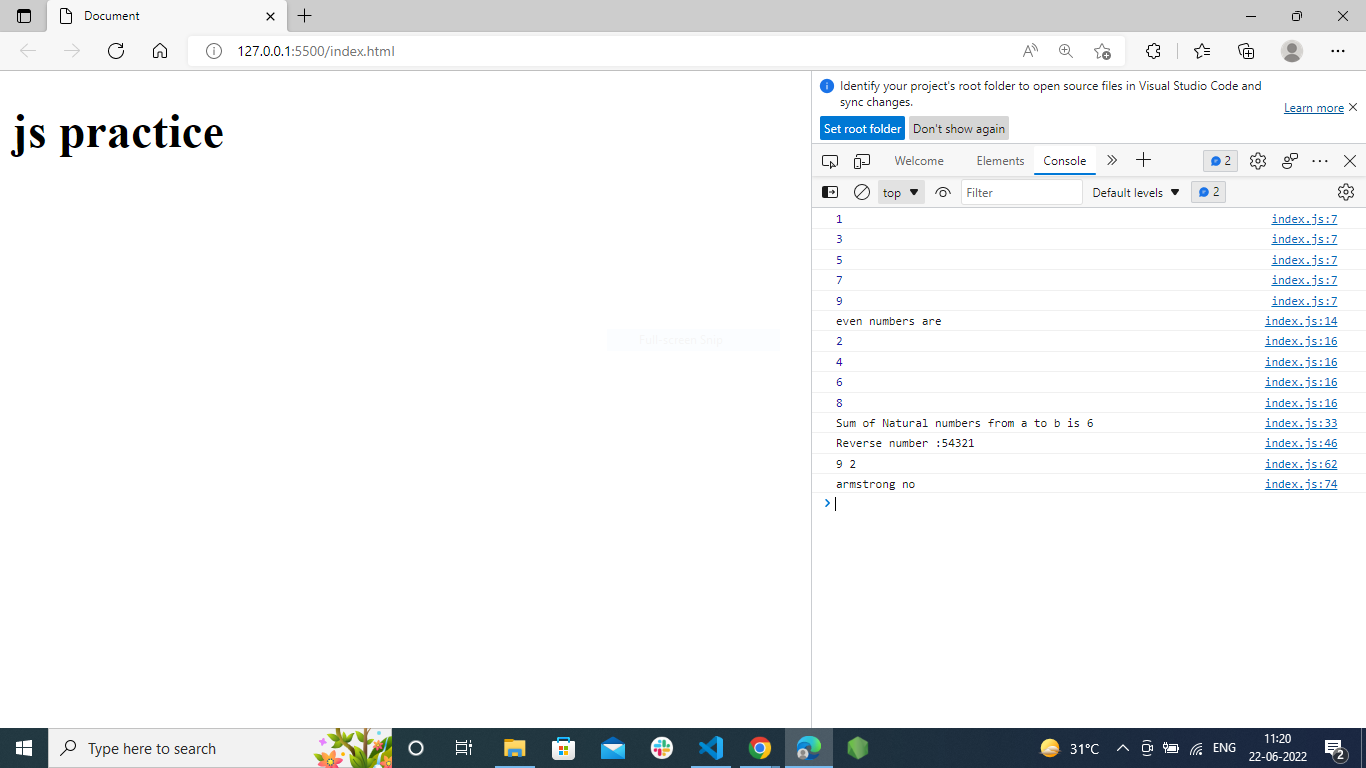 Document
127.0.0.1:5500/index.html
js practice
Full-screen Snip
Identify your project's root folder to open source files in Visual Studio Code and
sync changes.
Learn more
Set root folder Don't show again
Welcome Elements Console 2
top Filter Default levels 2
1 index.js:7
3 index.js:7
5 index.js:7
7 index.js:7
9 index.js:7
even numbers are index.js:14
2 index.js:16
4 index.js:16
6 index.js:16
8 index.js:16
Sum of Natural numbers from a to b is 6 index.js:33
Reverse number :54321 index.js:46
9 2 index.js:62
armstrong no index.js:74
Type here to search
31°C ENG
11:20
22-06-2022
2